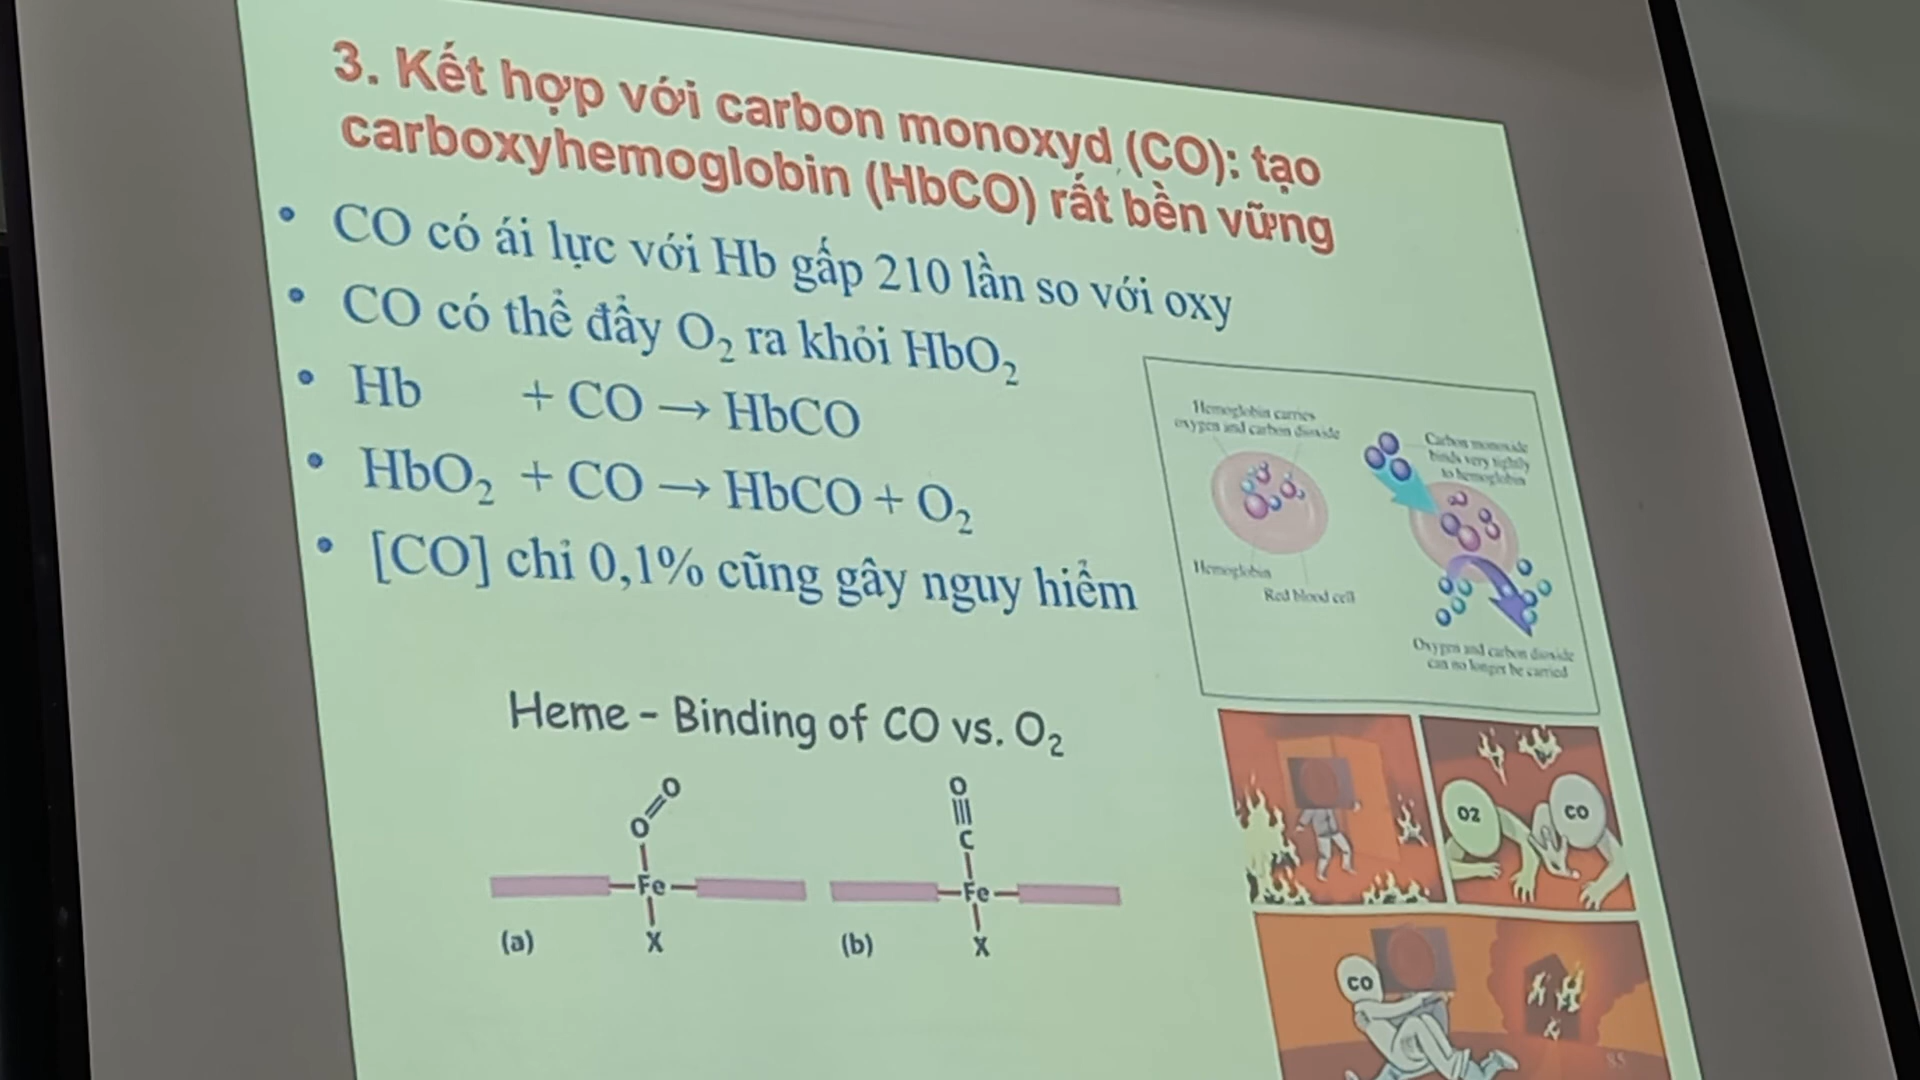 3. Kết hợp với carbon monoxyd (CO): tạo
carboxyhemoglobin (HbCO) rất bền vững
• CO có ái lực với Hb gấp 210 lần so với oxy
• CO có thể đẩy O₂ ra khỏi HbO₂
• Hb + CO → HbCO
• HbO₂ + CO → HbCO + O₂
• [CO] chỉ 0,1% cũng gây nguy hiểm
Hemoglobin carries
oxygen and carbon dioxide
Carbon monoxide
binds very tightly
to hemoglobin
Hemoglobin
Red blood cell
Oxygen and carbon dioxide
can no longer be carried
Heme - Binding of CO vs. O₂
O
O
Fe
X
(a)
O
C
Fe
X
(b)
O2
CO
CO